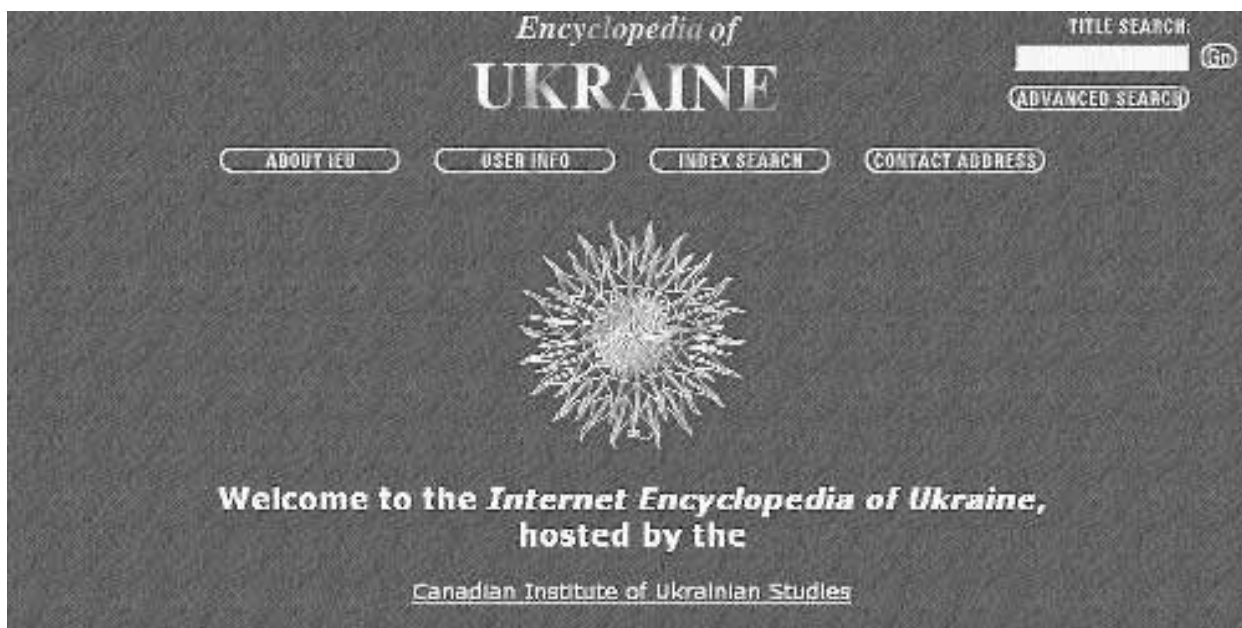 Encyclopedia of
UKRAINE
TITLE SEARCH:
Go
ADVANCED SEARCH
ABOUT IEU
USER INFO
INDEX SEARCH
CONTACT ADDRESS
Welcome to the Internet Encyclopedia of Ukraine,
hosted by the
Canadian Institute of Ukrainian Studies